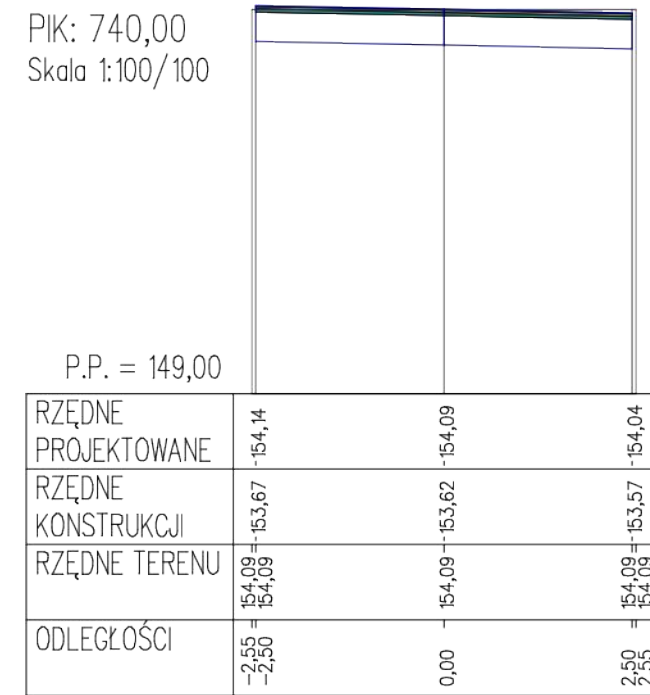 PIK: 740,00
Skala 1:100/100
P.P. = 149,00
RZĘDNE PROJEKTOWANE
154,14 154,09 154,04
RZĘDNE KONSTRUKCJI
153,67 153,62 153,57
RZĘDNE TERENU
154,09 154,09 154,09 154,09 154,09
ODLEGŁOŚCI
-2,55 -2,50 0,00 2,50 2,55